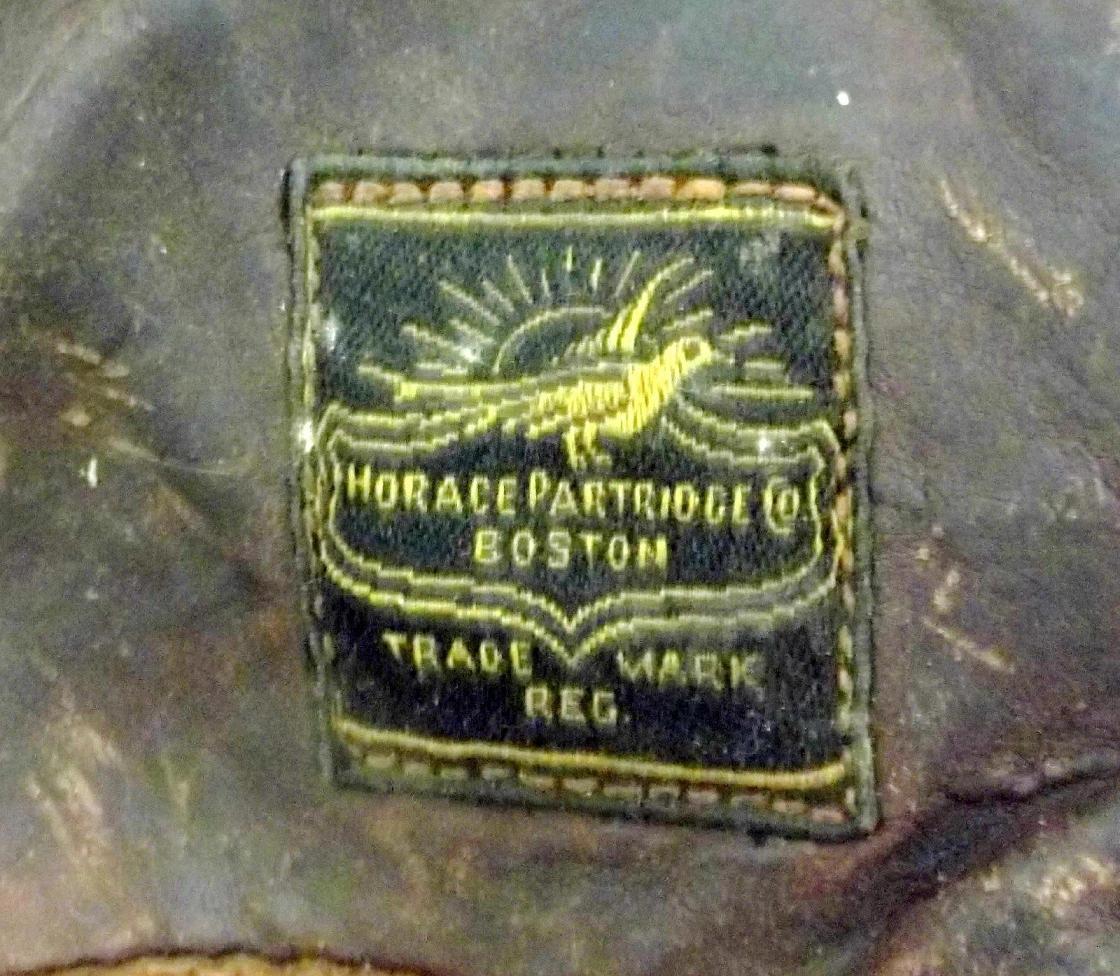 HORACE PARTRIDGE Co.
BOSTON
TRADE MARK
REG.